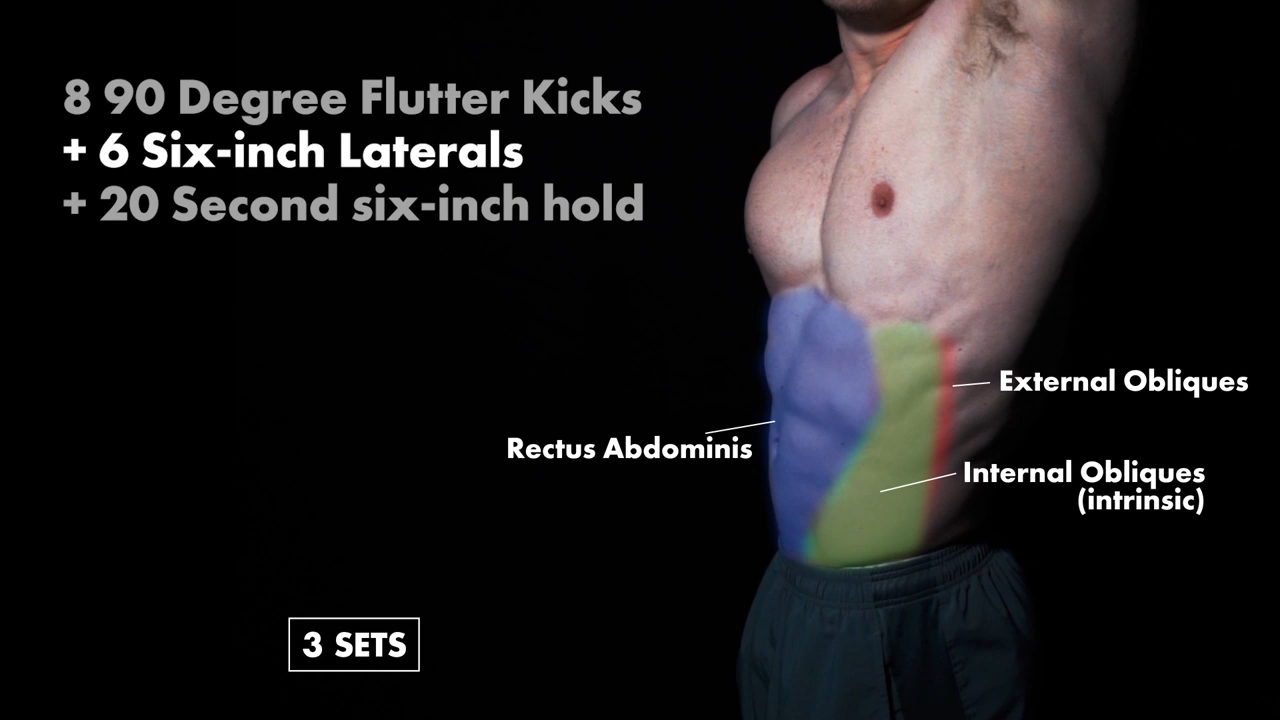 8 90 Degree Flutter Kicks
+ 6 Six-inch Laterals
+ 20 Second six-inch hold
External Obliques
Rectus Abdominis
Internal Obliques
(intrinsic)
3 SETS